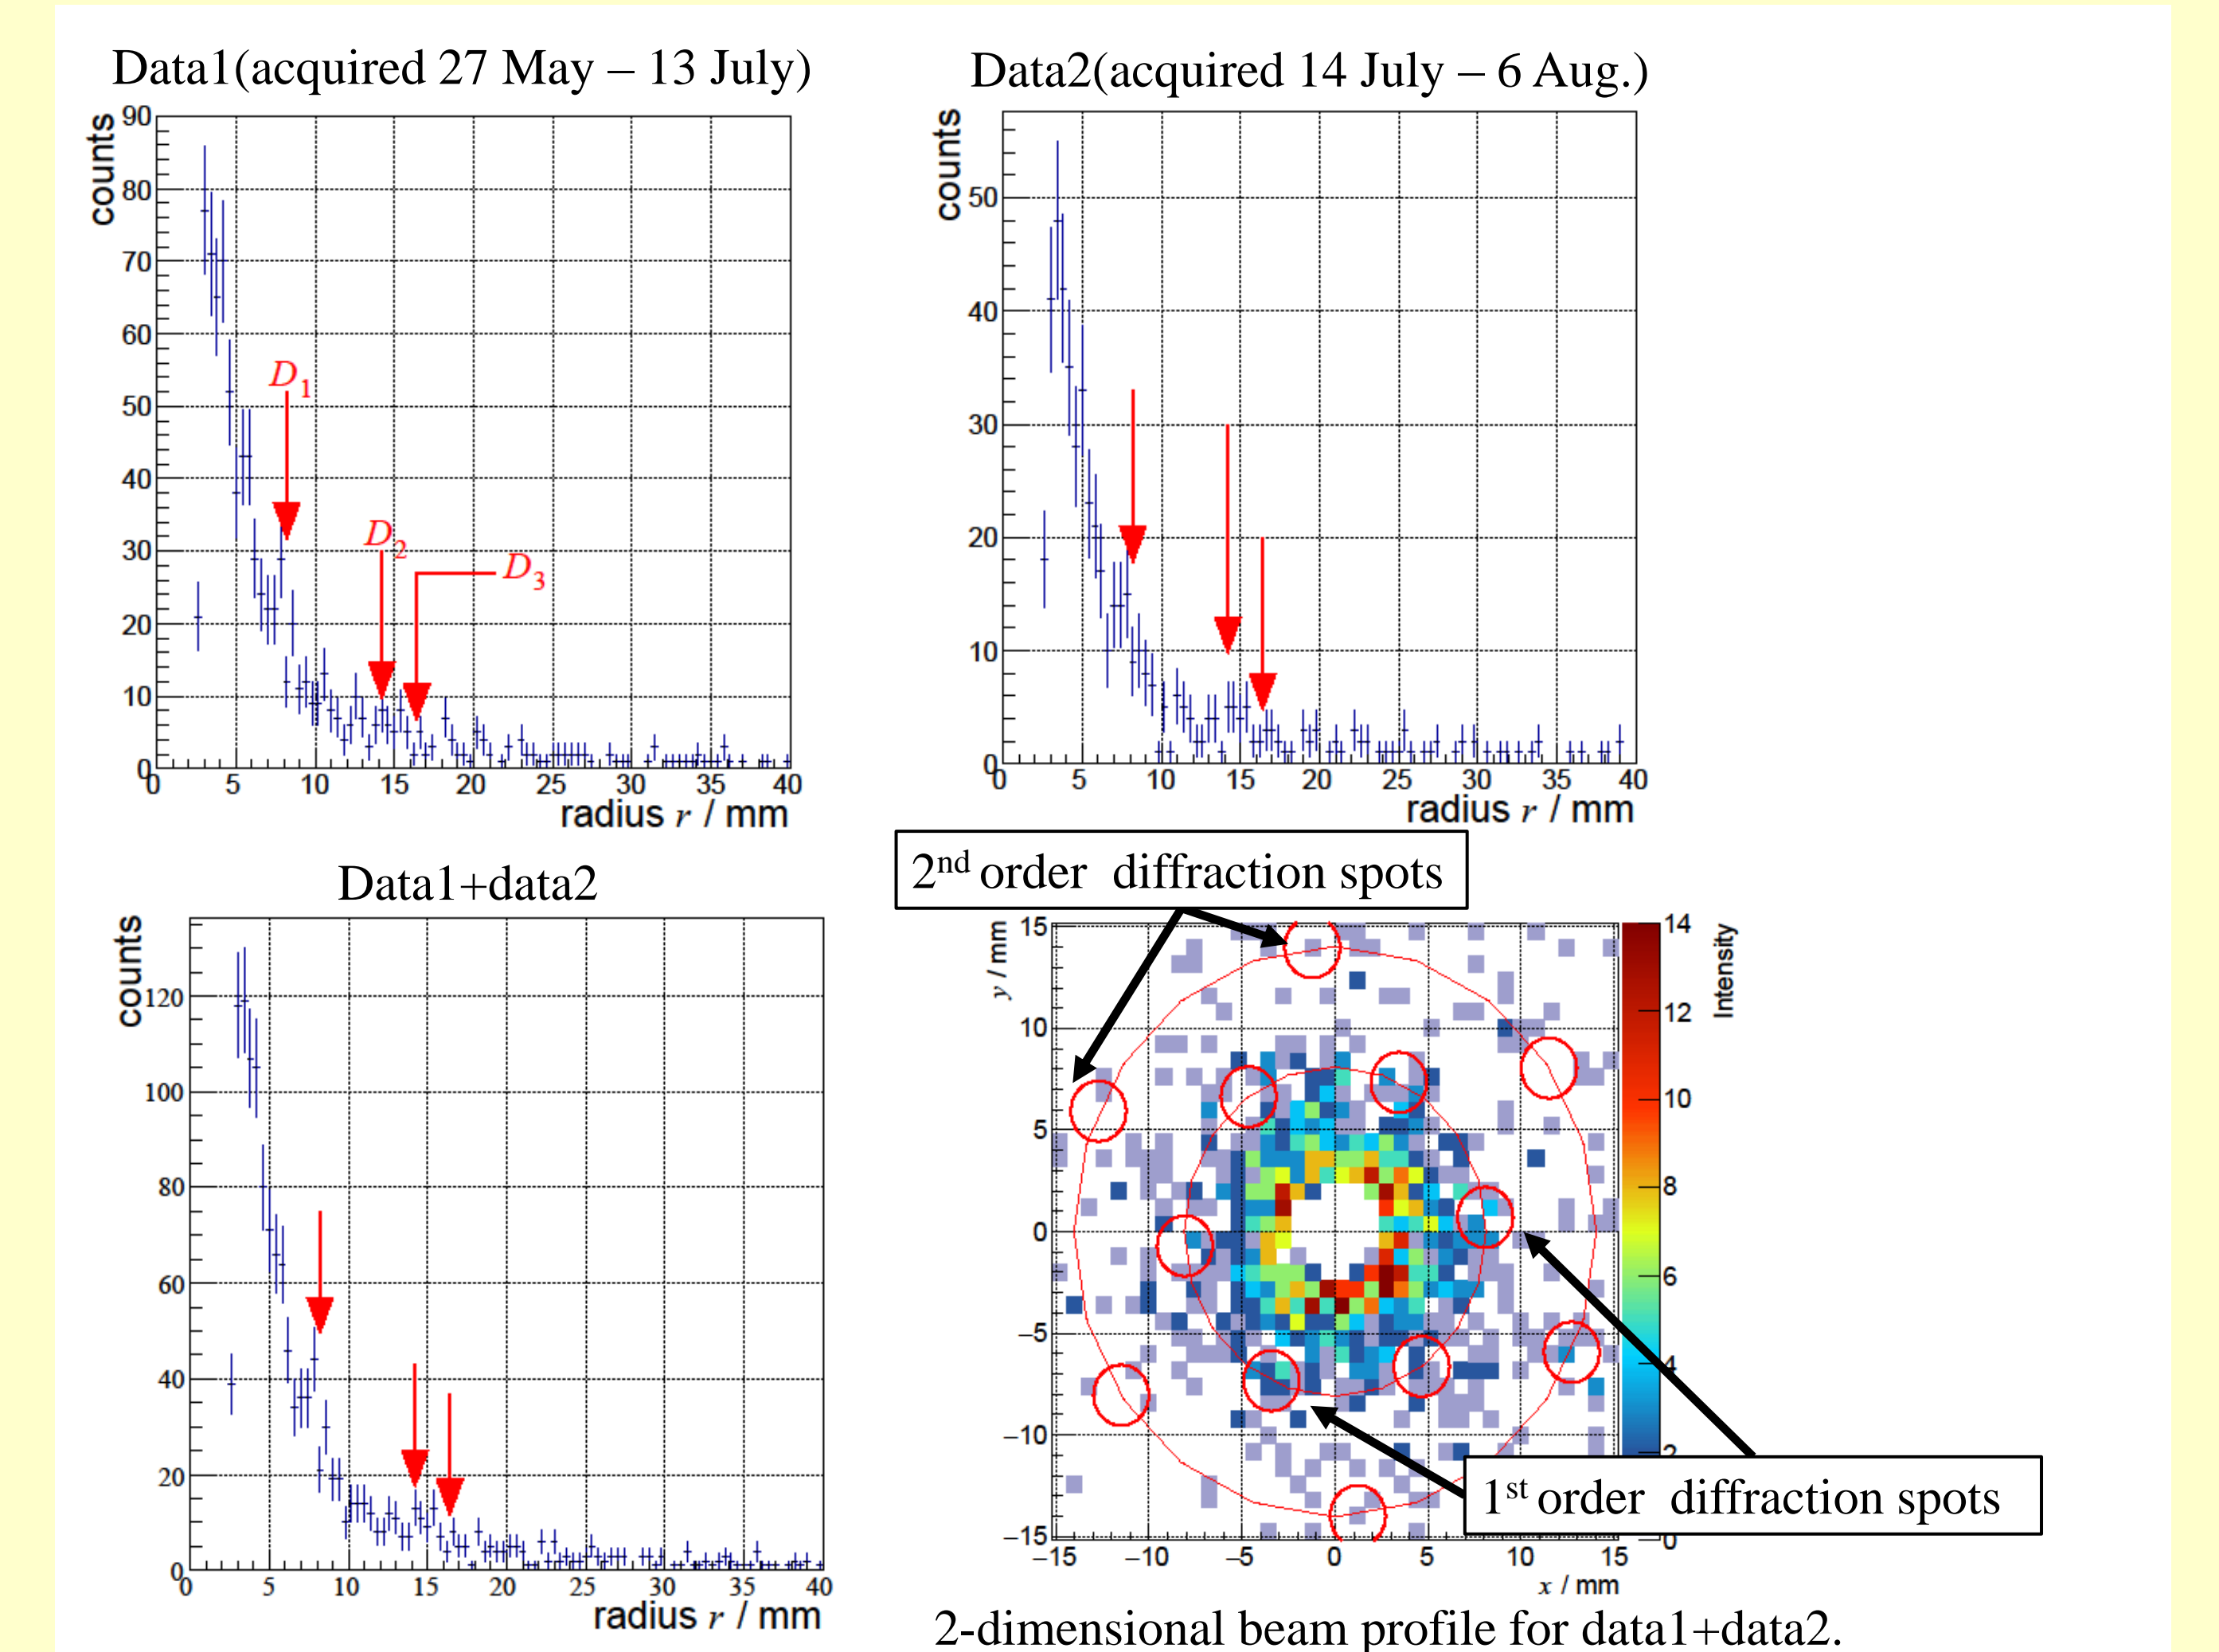 Data1(acquired 27 May – 13 July)
counts
90
80
70
60
50
40
30
20
10
0
D1
D2
D3
0 5 10 15 20 25 30 35 40
radius r / mm
Data2(acquired 14 July – 6 Aug.)
counts
50
40
30
20
10
0
0 5 10 15 20 25 30 35 40
radius r / mm
Data1+data2
counts
120
100
80
60
40
20
0
0 5 10 15 20 25 30 35 40
radius r / mm
2nd order diffraction spots
y / mm
15
10
5
0
−5
−10
−15
−15 −10 −5 0 5 10 15
x / mm
14
12
10
8
6
4
2
0
Intensity
1st order diffraction spots
2-dimensional beam profile for data1+data2.